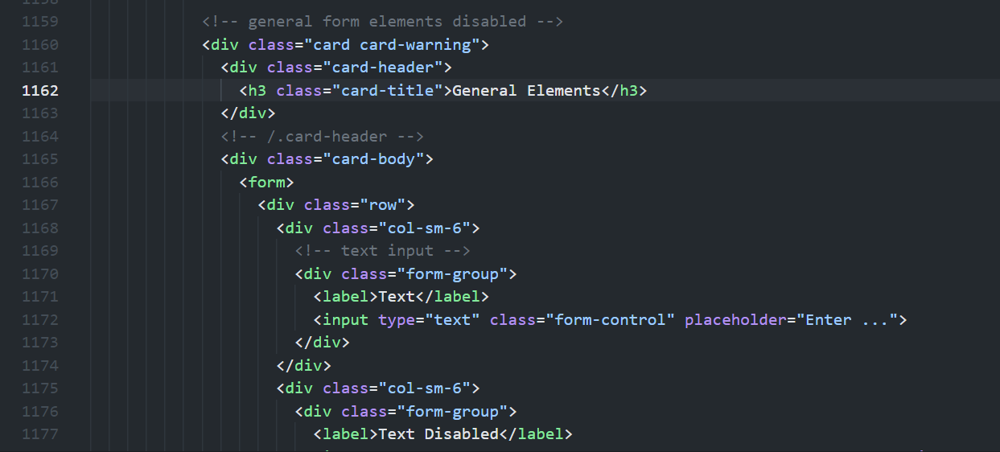 1159 <!-- general form elements disabled -->
1160 <div class="card card-warning">
1161 <div class="card-header">
1162 <h3 class="card-title">General Elements</h3>
1163 </div>
1164 <!-- /.card-header -->
1165 <div class="card-body">
1166 <form>
1167 <div class="row">
1168 <div class="col-sm-6">
1169 <!-- text input -->
1170 <div class="form-group">
1171 <label>Text</label>
1172 <input type="text" class="form-control" placeholder="Enter ...">
1173 </div>
1174 </div>
1175 <div class="col-sm-6">
1176 <div class="form-group">
1177 <label>Text Disabled</label>